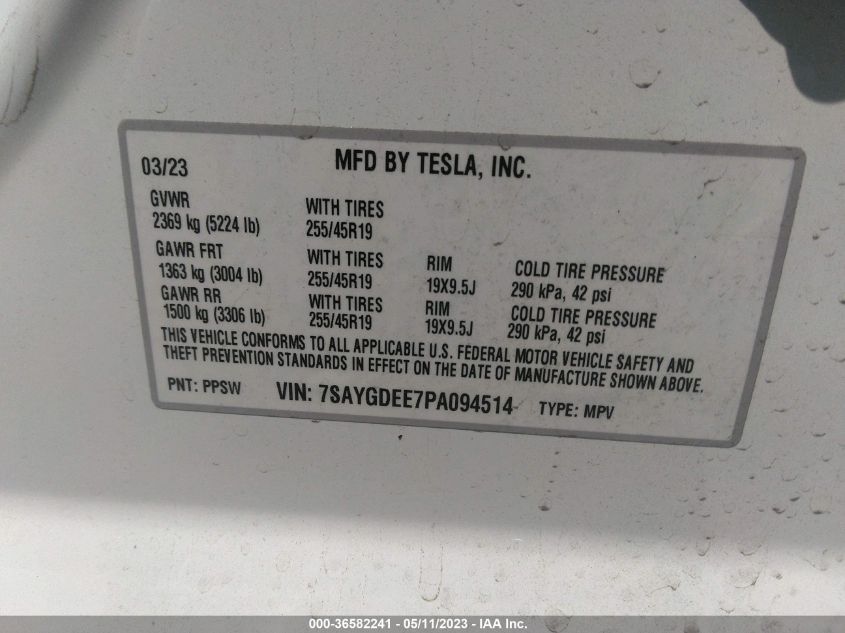 03/23 MFD BY TESLA, INC.
GVWR WITH TIRES
2369 kg (5224 lb) 255/45R19
GAWR FRT WITH TIRES RIM COLD TIRE PRESSURE
1363 kg (3004 lb) 255/45R19 19X9.5J 290 kPa, 42 psi
GAWR RR WITH TIRES RIM COLD TIRE PRESSURE
1500 kg (3306 lb) 255/45R19 19X9.5J 290 kPa, 42 psi
THIS VEHICLE CONFORMS TO ALL APPLICABLE U.S. FEDERAL MOTOR VEHICLE SAFETY AND
THEFT PREVENTION STANDARDS IN EFFECT ON THE DATE OF MANUFACTURE SHOWN ABOVE.
PNT: PPSW VIN: 7SAYGDEE7PA094514 TYPE: MPV
000-36582241 - 05/11/2023 - IAA Inc.